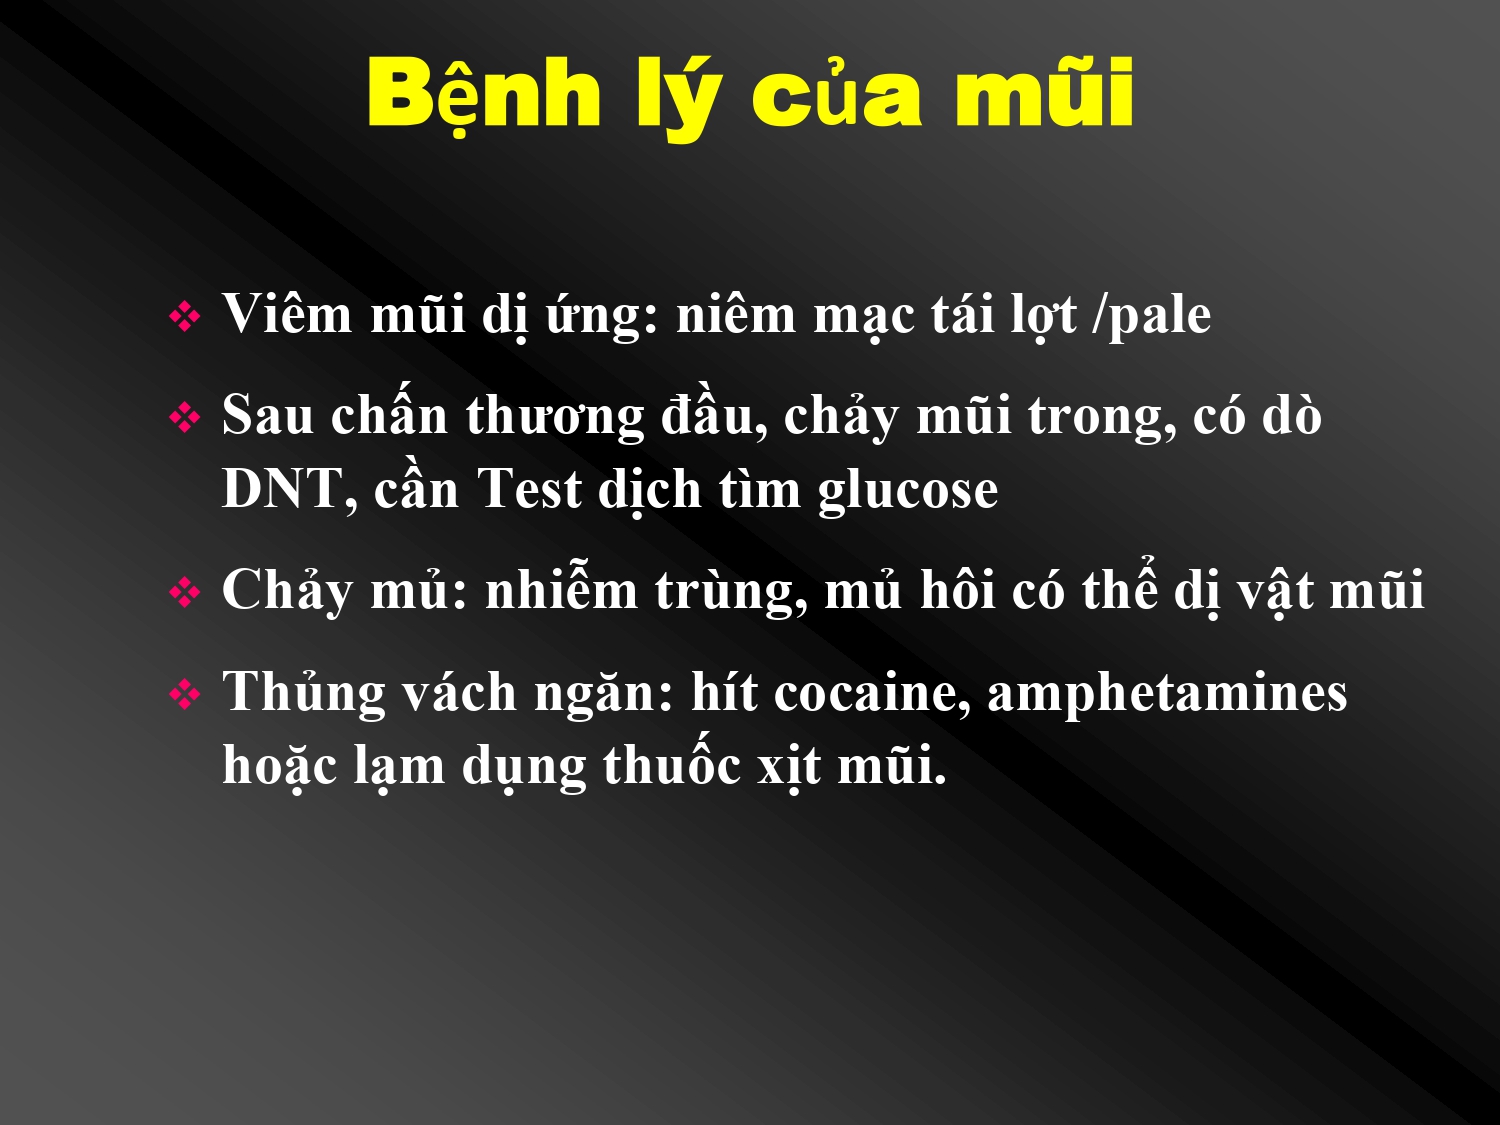 Bệnh lý của mũi
❖ Viêm mũi dị ứng: niêm mạc tái lợt /pale
❖ Sau chấn thương đầu, chảy mũi trong, có dò
DNT, cần Test dịch tìm glucose
❖ Chảy mủ: nhiễm trùng, mủ hôi có thể dị vật mũi
❖ Thủng vách ngăn: hít cocaine, amphetamines
hoặc lạm dụng thuốc xịt mũi.